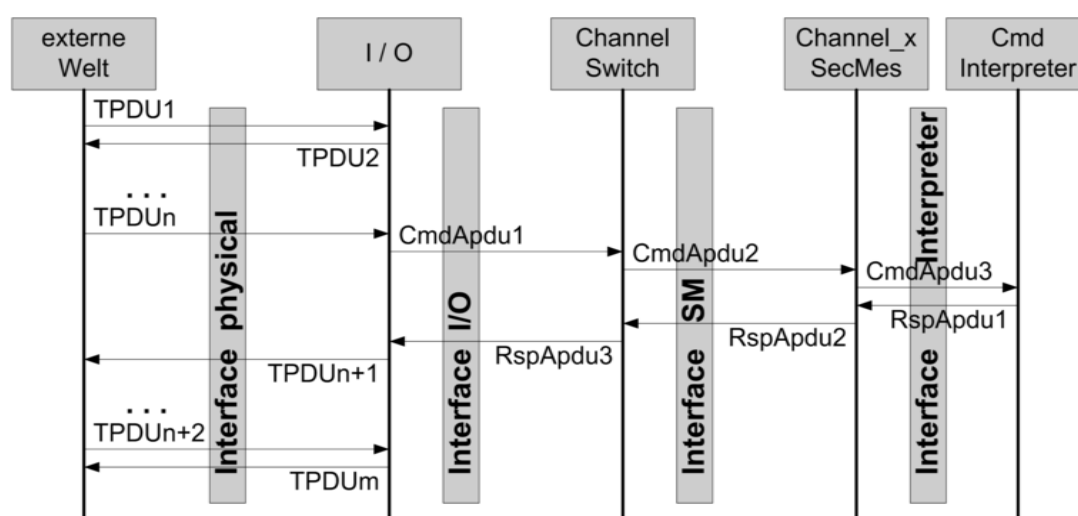 externe
Welt
I / O
Channel
Switch
Channel_x
SecMes
Cmd
Interpreter
TPDU1
TPDU2
...
TPDUn
CmdApdu1
CmdApdu2
CmdApdu3
RspApdu1
RspApdu2
RspApdu3
TPDUn+1
...
TPDUn+2
TPDUm
Interface physical
Interface I/O
Interface SM
Interface Interpreter